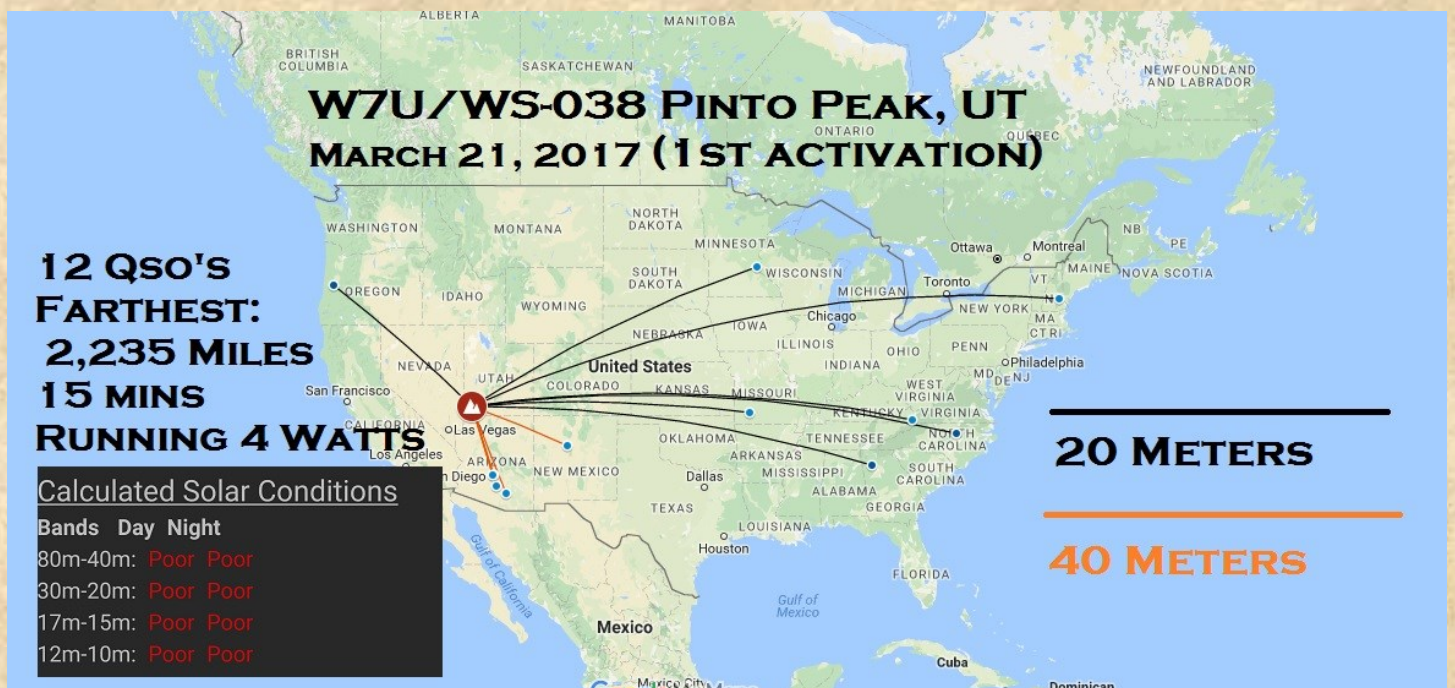 ALBERTA
MANITOBA
BRITISH
COLUMBIA
SASKATCHEWAN
NEWFOUNDLAND
AND LABRADOR
W7U/WS-038 PINTO PEAK, UT
ONTARIO
QUEBEC
MARCH 21, 2017 (1ST ACTIVATION)
WASHINGTON
MONTANA
NORTH
DAKOTA
MINNESOTA
Ottawa
Montreal
NB
PE
12 QSO'S
FARTHEST:
2,235 MILES
15 MINS
RUNNING 4 WATTS
OREGON
IDAHO
WYOMING
SOUTH
DAKOTA
WISCONSIN
MICHIGAN
Toronto
VT
MAINE
NOVA SCOTIA
NEW YORK
MA
CT RI
Chicago
NEBRASKA
IOWA
ILLINOIS
INDIANA
OHIO
PENN
Philadelphia
MD
DE
NJ
NEVADA
UTAH
COLORADO
United States
KANSAS
MISSOURI
WEST
VIRGINIA
KENTUCKY
VIRGINIA
San Francisco
CALIFORNIA
Las Vegas
Los Angeles
n Diego
ARIZONA
NEW MEXICO
OKLAHOMA
ARKANSAS
TENNESSEE
NORTH
CAROLINA
SOUTH
CAROLINA
MISSISSIPPI
ALABAMA
GEORGIA
Dallas
TEXAS
LOUISIANA
Houston
FLORIDA
20 METERS
40 METERS
Calculated Solar Conditions
Bands Day Night
80m-40m: Poor Poor
30m-20m: Poor Poor
17m-15m: Poor Poor
12m-10m: Poor Poor
Gulf of California
Gulf of
Mexico
Mexico
Mexico City
Cuba
Dominican